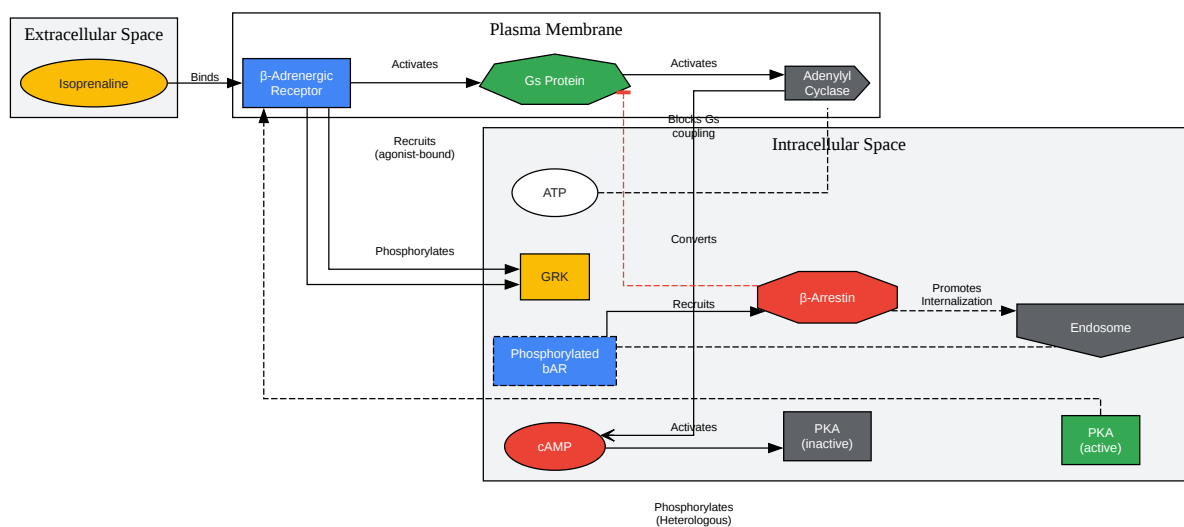 Extracellular Space
Plasma Membrane
Isoprenaline
Binds
β-Adrenergic
Receptor
Activates
Gs Protein
Activates
Adenylyl
Cyclase
Blocks Gs
coupling
Recruits
(agonist-bound)
Intracellular Space
ATP
Converts
Phosphorylates
GRK
β-Arrestin
Promotes
Internalization
Recruits
Endosome
Phosphorylated
bAR
cAMP
Activates
PKA
(inactive)
PKA
(active)
Phosphorylates
(Heterologous)